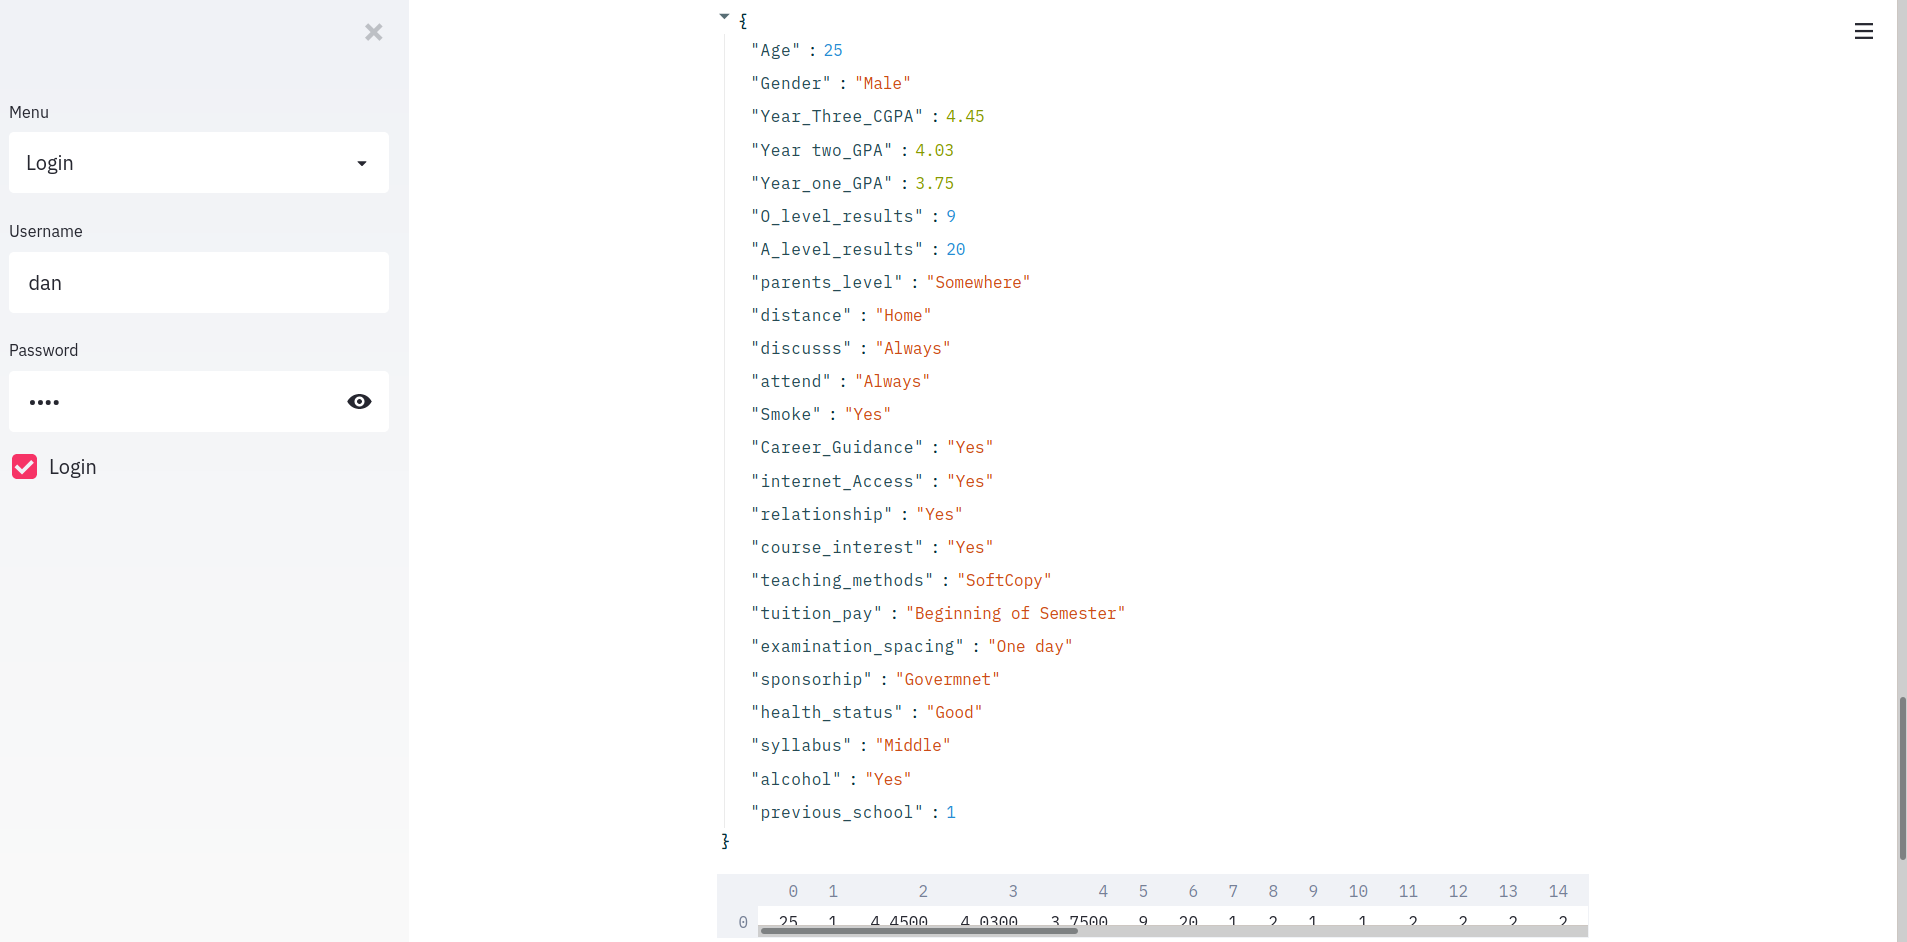 Menu
Login
Username
dan
Password
••••
Login
{
"Age" : 25
"Gender" : "Male"
"Year_Three_CGPA" : 4.45
"Year two_GPA" : 4.03
"Year_one_GPA" : 3.75
"O_level_results" : 9
"A_level_results" : 20
"parents_level" : "Somewhere"
"distance" : "Home"
"discusss" : "Always"
"attend" : "Always"
"Smoke" : "Yes"
"Career_Guidance" : "Yes"
"internet_Access" : "Yes"
"relationship" : "Yes"
"course_interest" : "Yes"
"teaching_methods" : "SoftCopy"
"tuition_pay" : "Beginning of Semester"
"examination_spacing" : "One day"
"sponsorhip" : "Govermnet"
"health_status" : "Good"
"syllabus" : "Middle"
"alcohol" : "Yes"
"previous_school" : 1
}
0 1 2 3 4 5 6 7 8 9 10 11 12 13 14
0 25 1 4.4500 4.0300 3.7500 9 20 1 2 1 1 2 2 2 2